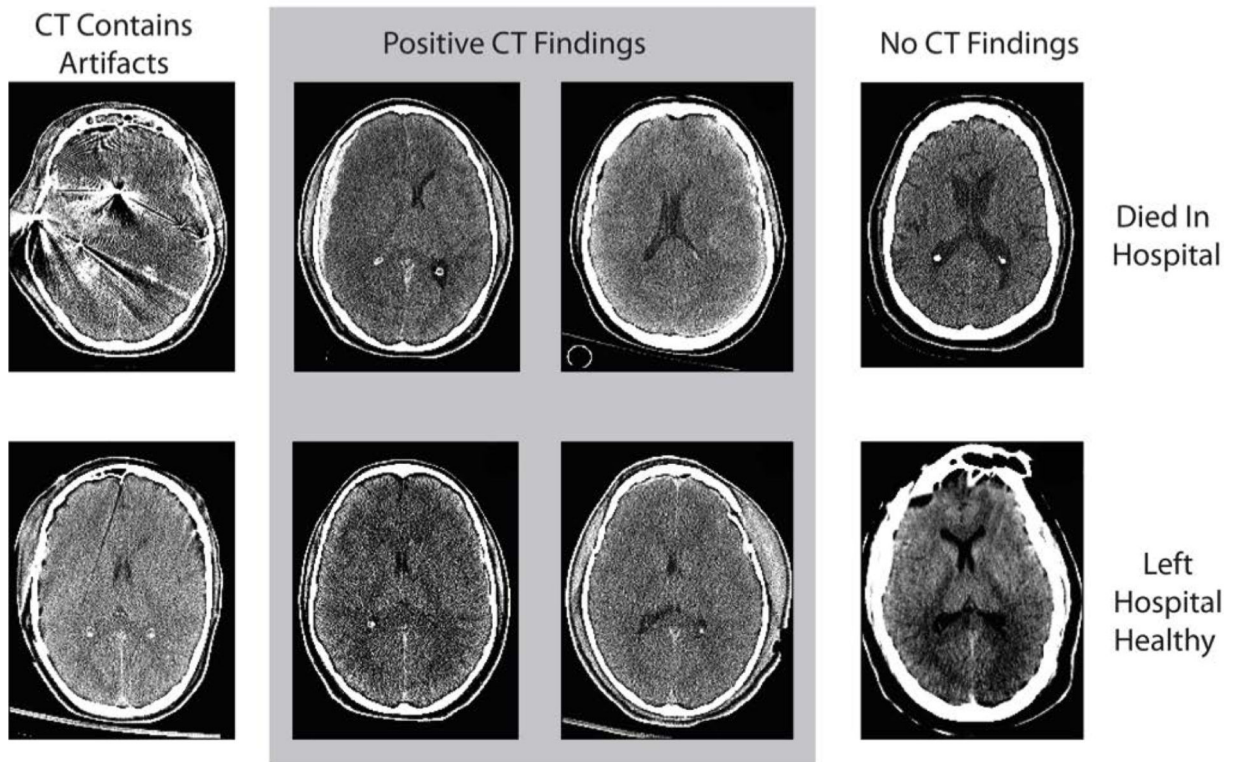 CT Contains
Artifacts
Positive CT Findings
No CT Findings
Died In
Hospital
Left
Hospital
Healthy